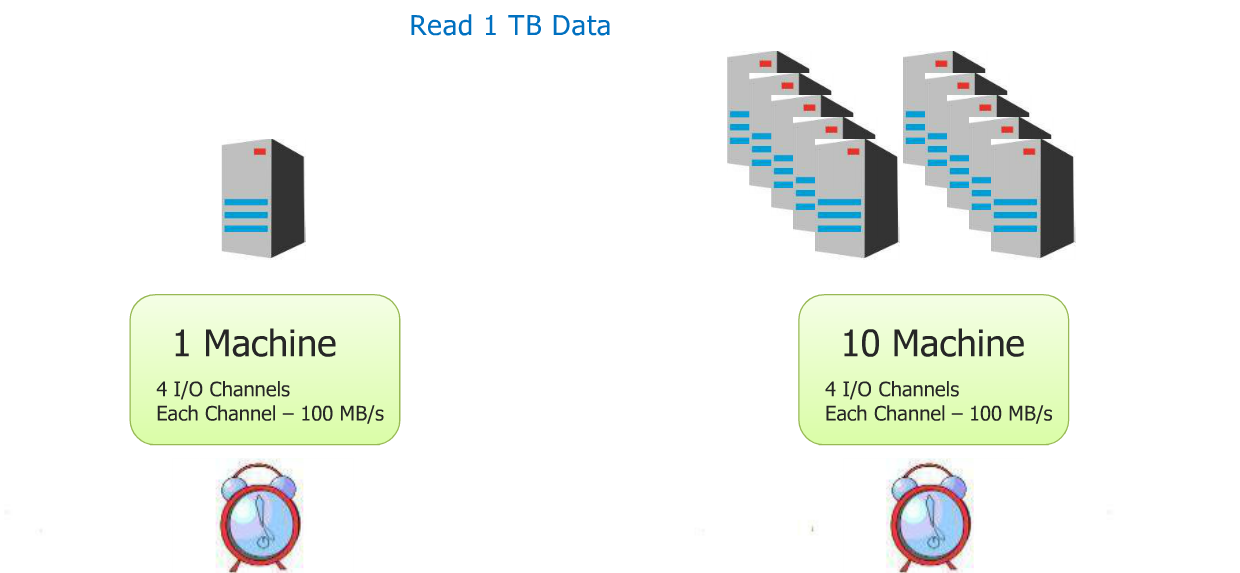 Read 1 TB Data
1 Machine
4 I/O Channels
Each Channel – 100 MB/s
10 Machine
4 I/O Channels
Each Channel – 100 MB/s